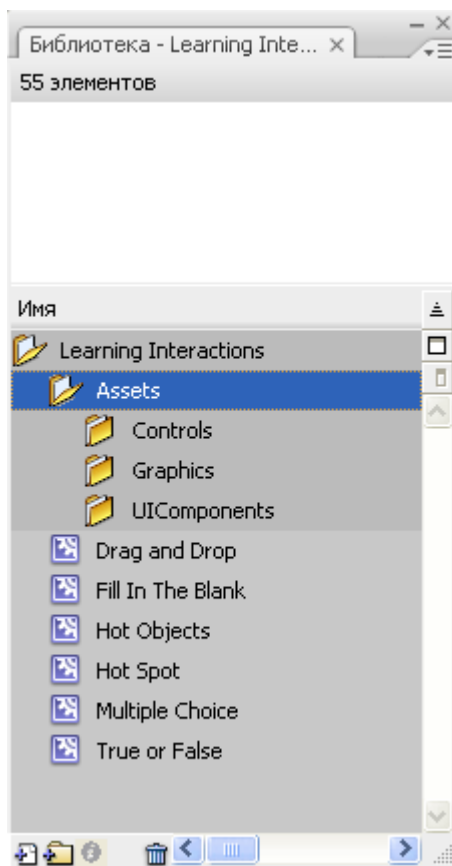 Библиотека - Learning Inte...
55 элементов
Имя
Learning Interactions
Assets
Controls
Graphics
UIComponents
Drag and Drop
Fill In The Blank
Hot Objects
Hot Spot
Multiple Choice
True or False